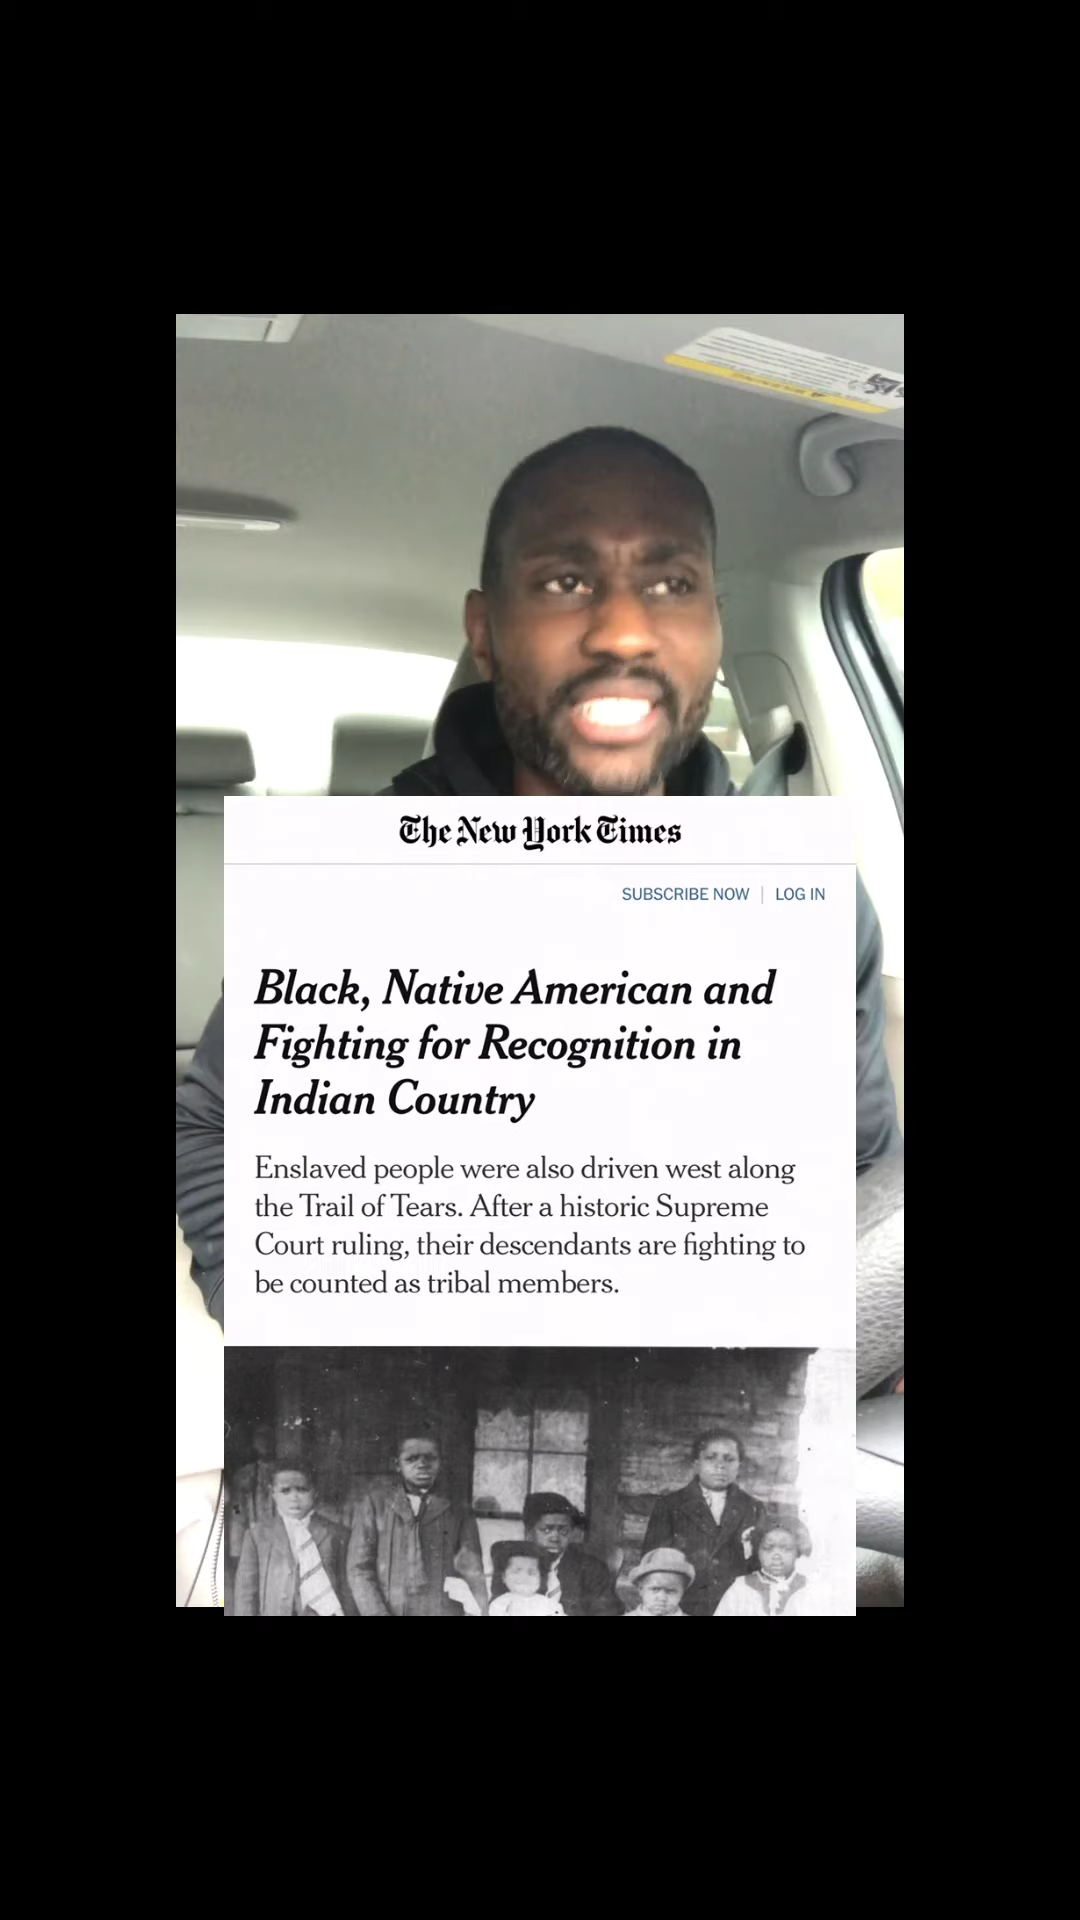 The New York Times
SUBSCRIBE NOW | LOG IN
Black, Native American and
Fighting for Recognition in
Indian Country
Enslaved people were also driven west along
the Trail of Tears. After a historic Supreme
Court ruling, their descendants are fighting to
be counted as tribal members.